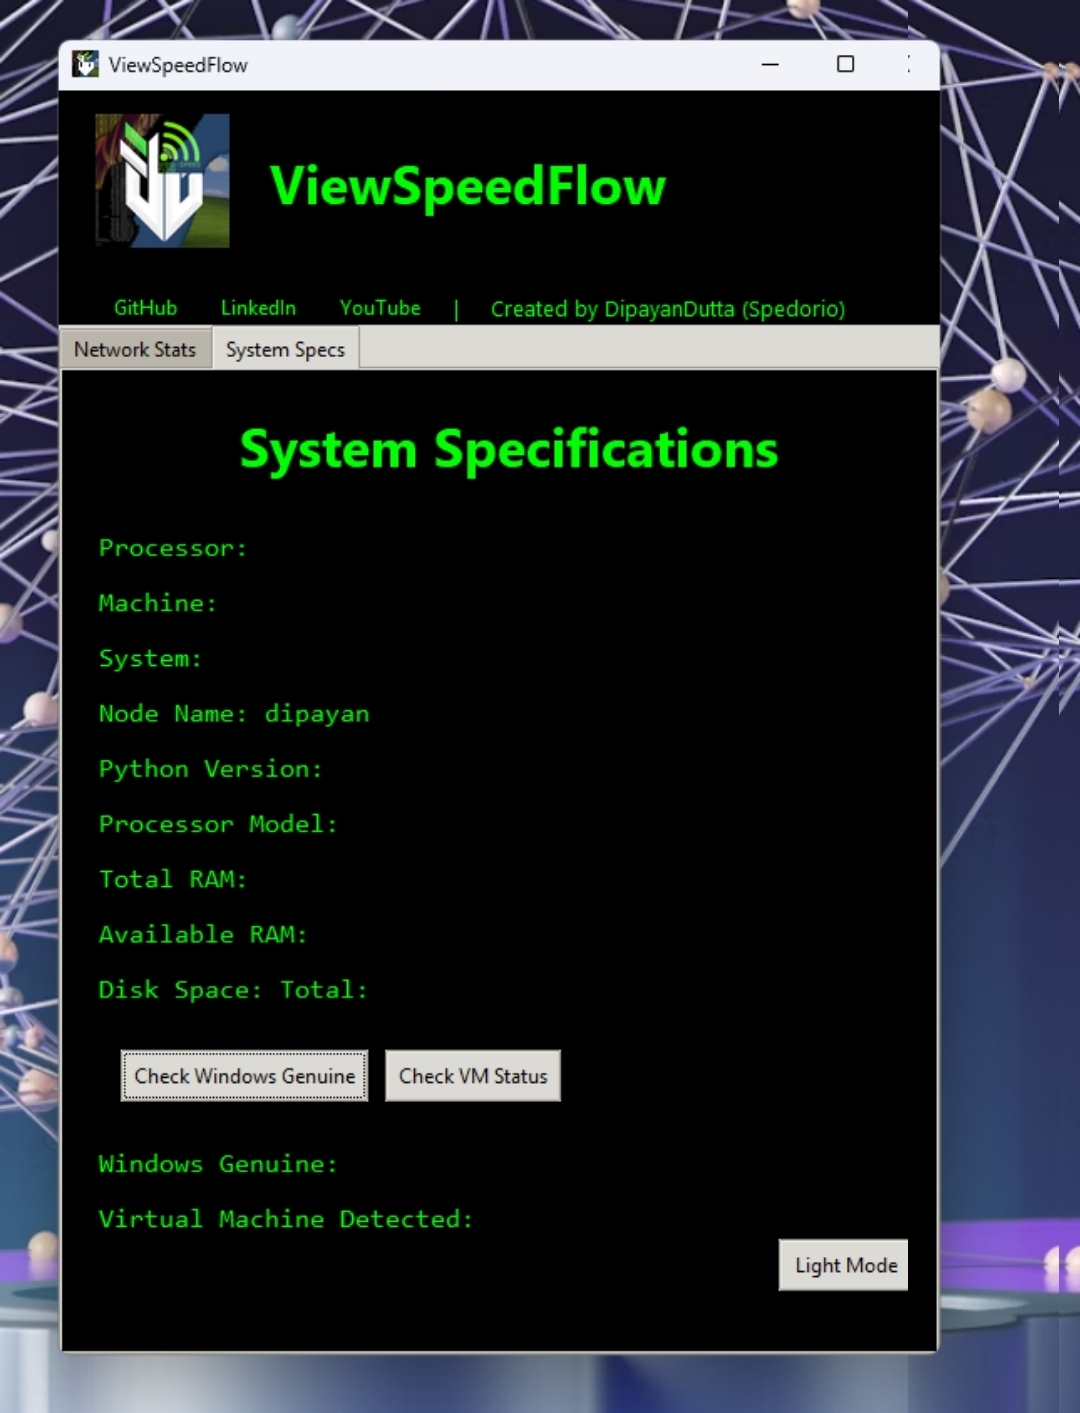 ViewSpeedFlow
ViewSpeedFlow
GitHub LinkedIn YouTube | Created by DipayanDutta (Spedorio)
Network Stats System Specs
System Specifications
Processor:
Machine:
System:
Node Name: dipayan
Python Version:
Processor Model:
Total RAM:
Available RAM:
Disk Space: Total:
Check Windows Genuine Check VM Status
Windows Genuine:
Virtual Machine Detected:
Light Mode